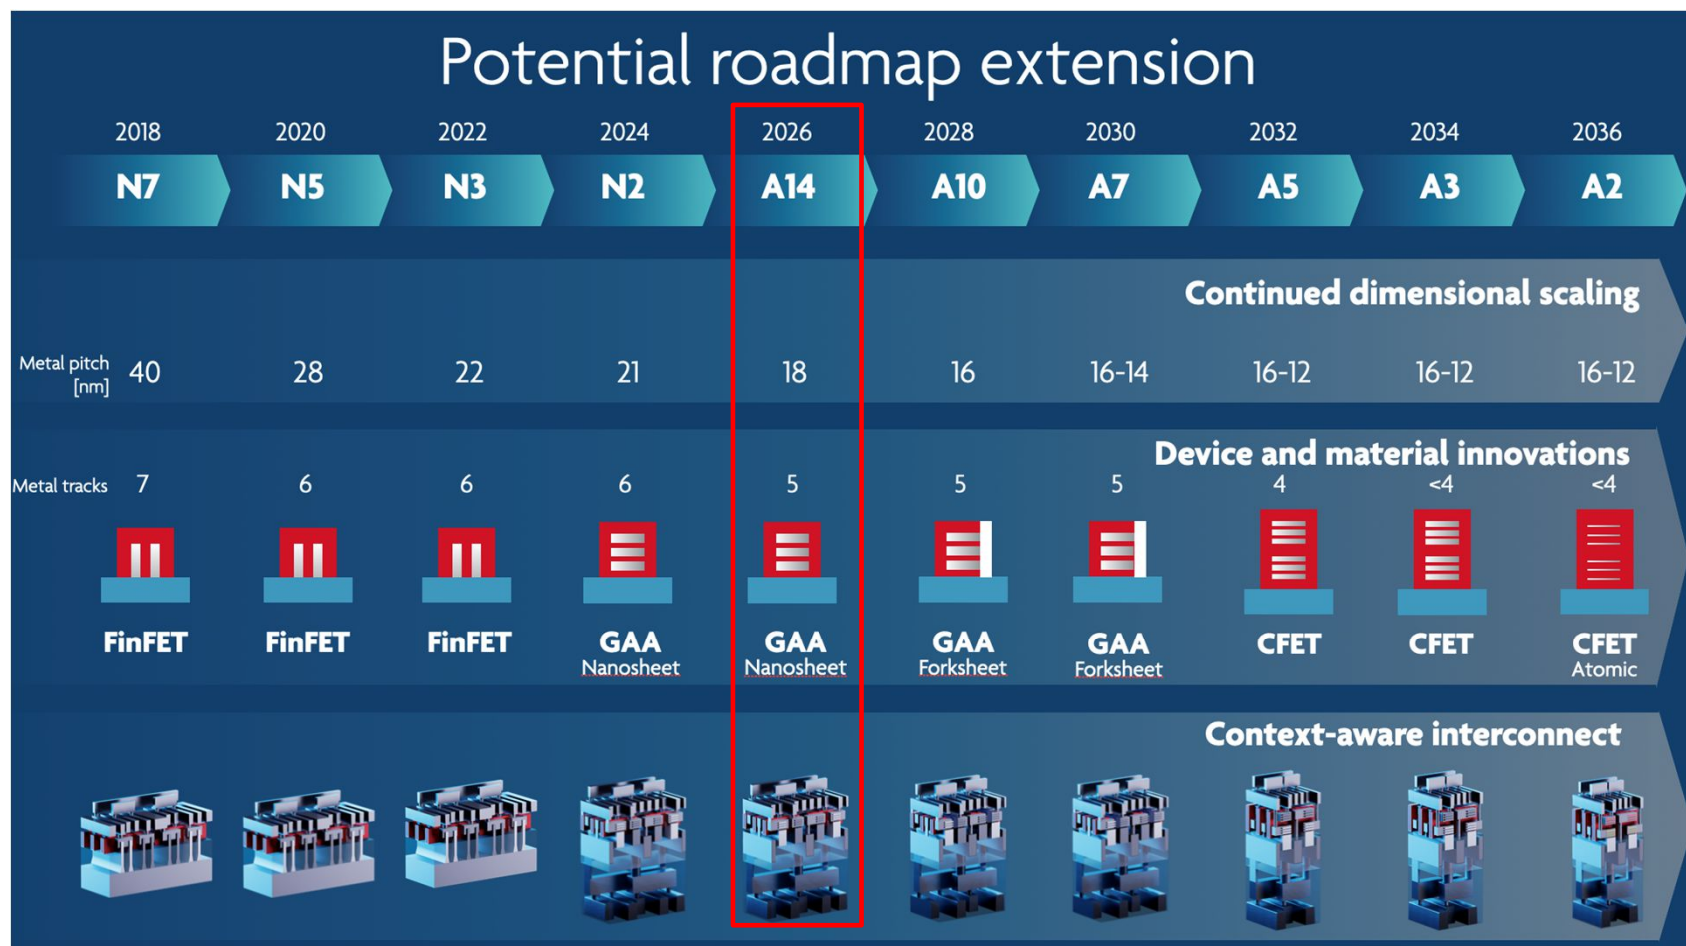 Potential roadmap extension
2018 2020 2022 2024 2026 2028 2030 2032 2034 2036
N7 N5 N3 N2 A14 A10 A7 A5 A3 A2
Continued dimensional scaling
Metal pitch
[nm]
40 28 22 21 18 16 16-14 16-12 16-12 16-12
Device and material innovations
Metal tracks 7 6 6 6 5 5 5 4 <4 <4
FinFET FinFET FinFET GAA GAA GAA GAA CFET CFET CFET
Nanosheet Nanosheet Forksheet Forksheet Atomic
Context-aware interconnect